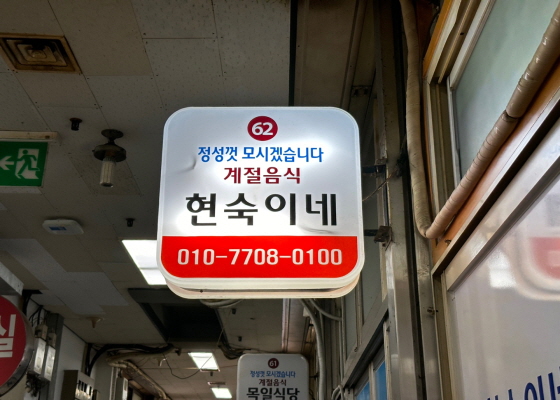 62
정성껏 모시겠습니다
계절음식
현숙이네
010-7708-0100
실
61
정성껏 모시겠습니다
계절음식
목일식당